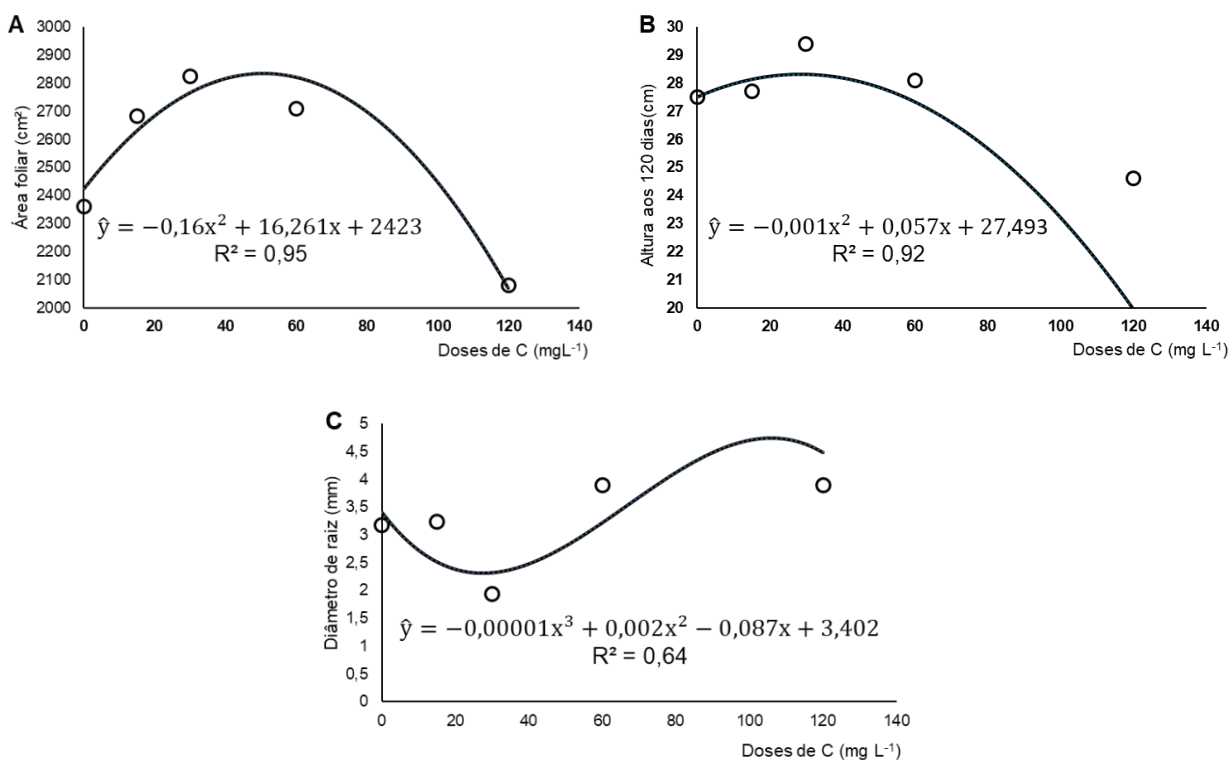 A
Área foliar (cm²)
3000
2900
2800
2700
2600
2500
2400
2300
2200
2100
2000
0 20 40 60 80 100 120 140
Doses de C (mgL⁻¹)
ŷ = −0,16x² + 16,261x + 2423
R² = 0,95
B
Altura aos 120 dias(cm)
30
29
28
27
26
25
24
23
22
21
20
0 20 40 60 80 100 120 140
Doses de C (mg L⁻¹)
ŷ = −0,001x² + 0,057x + 27,493
R² = 0,92
C
Diâmetro de raiz (mm)
5
4,5
4
3,5
3
2,5
2
1,5
1
0,5
0
0 20 40 60 80 100 120 140
Doses de C (mg L⁻¹)
ŷ = −0,00001x³ + 0,002x² − 0,087x + 3,402
R² = 0,64